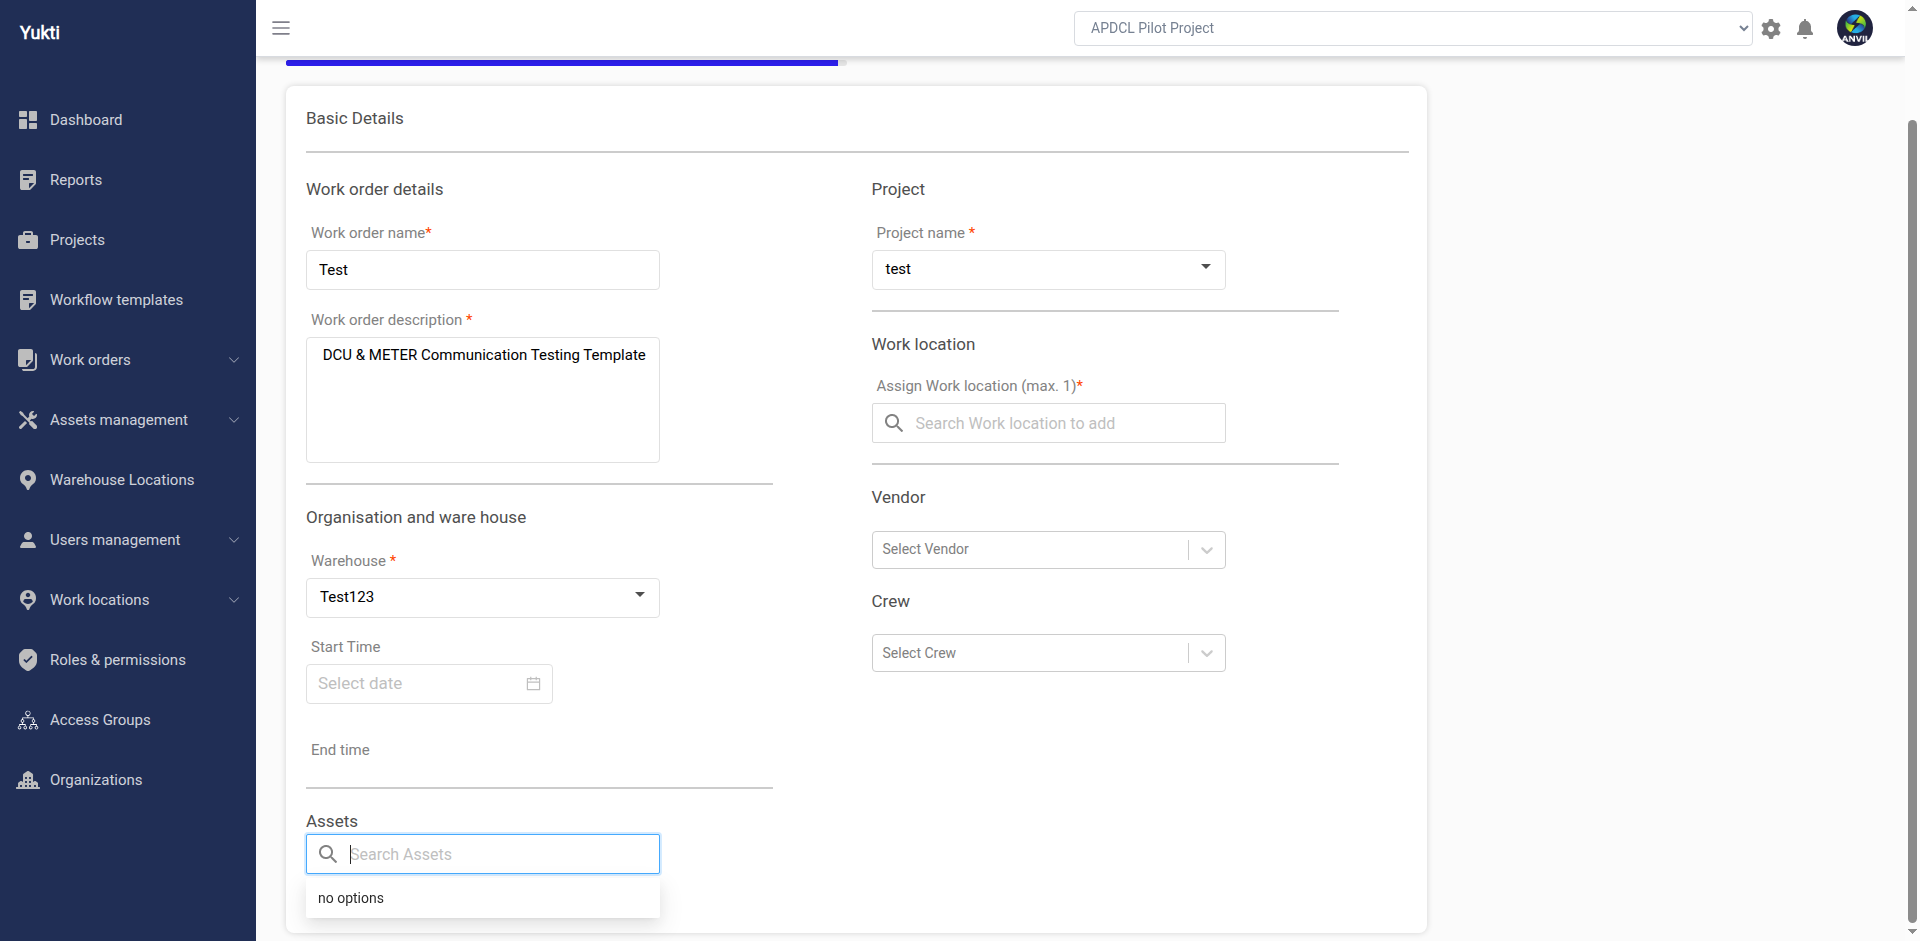 Yukti
Dashboard
Reports
Projects
Workflow templates
Work orders
Assets management
Warehouse Locations
Users management
Work locations
Roles & permissions
Access Groups
Organizations
APDCL Pilot Project
ANVIL
Basic Details
Work order details
Work order name*
Test
Work order description *
DCU & METER Communication Testing Template
Organisation and ware house
Warehouse *
Test123
Start Time
Select date
End time
Assets
Search Assets
no options
Project
Project name *
test
Work location
Assign Work location (max. 1)*
Search Work location to add
Vendor
Select Vendor
Crew
Select Crew